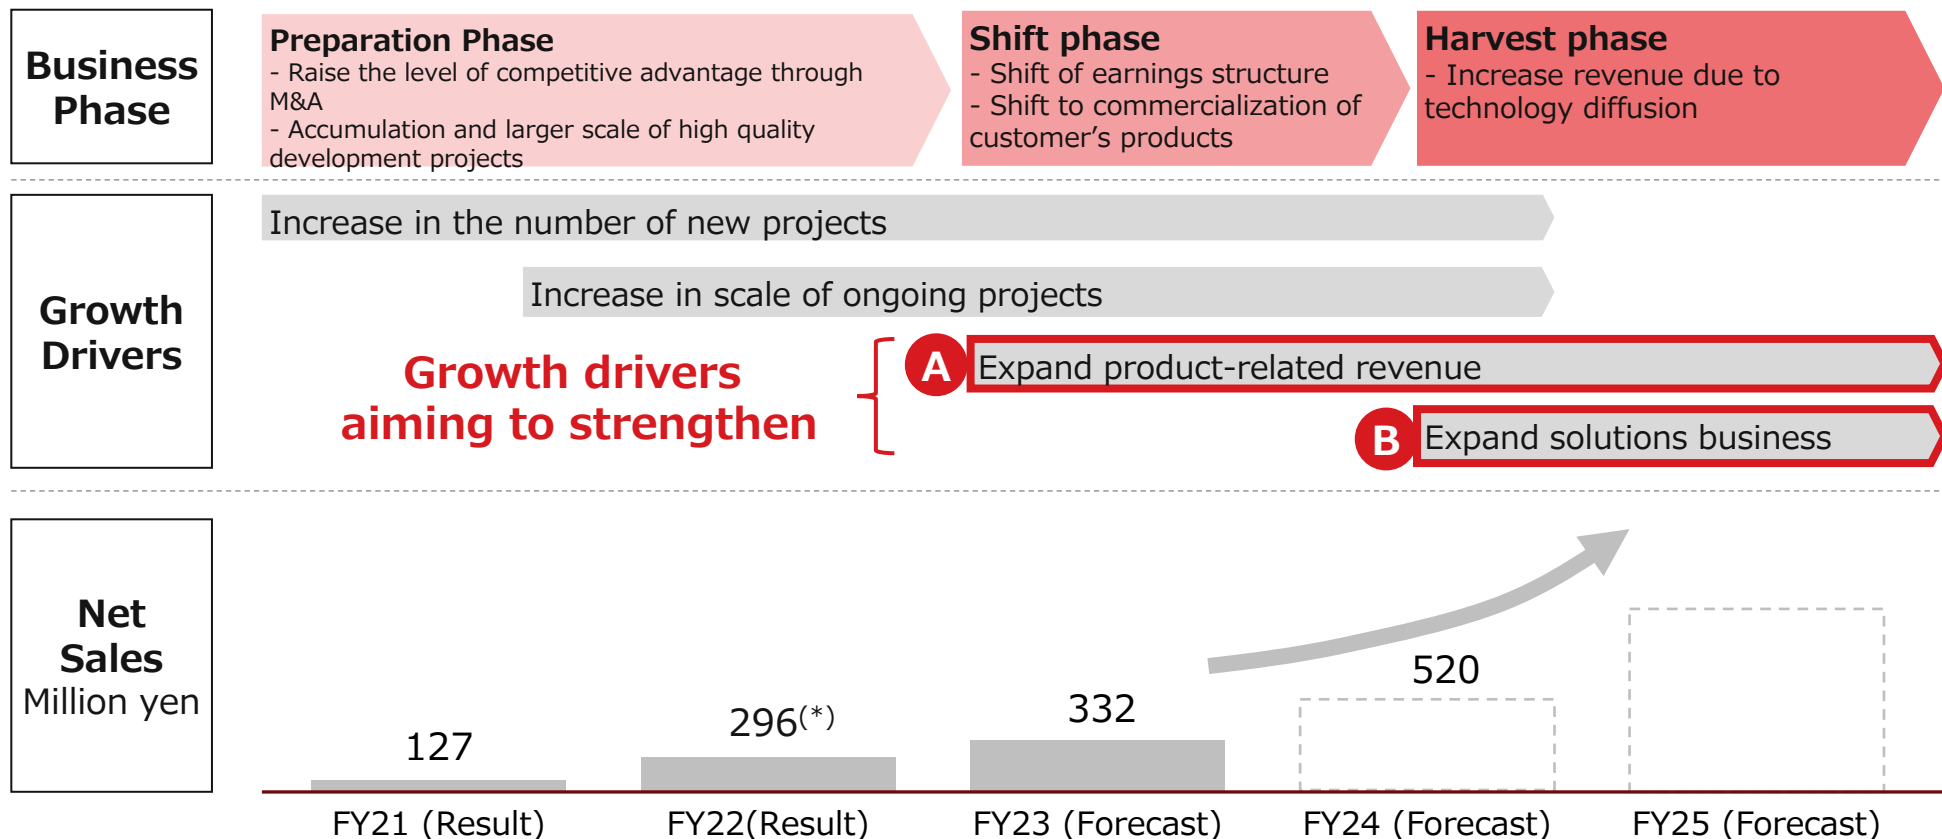 Business
Phase
Preparation Phase
- Raise the level of competitive advantage through
M&A
- Accumulation and larger scale of high quality
development projects
Shift phase
- Shift of earnings structure
- Shift to commercialization of
customer’s products
Harvest phase
- Increase revenue due to
technology diffusion
Growth
Drivers
Increase in the number of new projects
Increase in scale of ongoing projects
Growth drivers
aiming to strengthen
A
Expand product-related revenue
B
Expand solutions business
Net
Sales
Million yen
127
296(*)
332
520
FY21 (Result)
FY22(Result)
FY23 (Forecast)
FY24 (Forecast)
FY25 (Forecast)